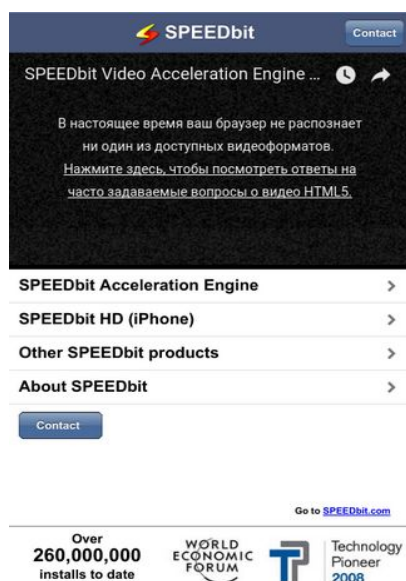 SPEEDbit
Contact
SPEEDbit Video Acceleration Engine ...
В настоящее время ваш браузер не распознает
ни один из доступных видеоформатов.
Нажмите здесь, чтобы посмотреть ответы на
часто задаваемые вопросы о видео HTML5.
SPEEDbit Acceleration Engine
SPEEDbit HD (iPhone)
Other SPEEDbit products
About SPEEDbit
Contact
Go to SPEEDbit.com
Over
260,000,000
installs to date
WORLD
ECONOMIC
FORUM
TP
Technology
Pioneer
2008